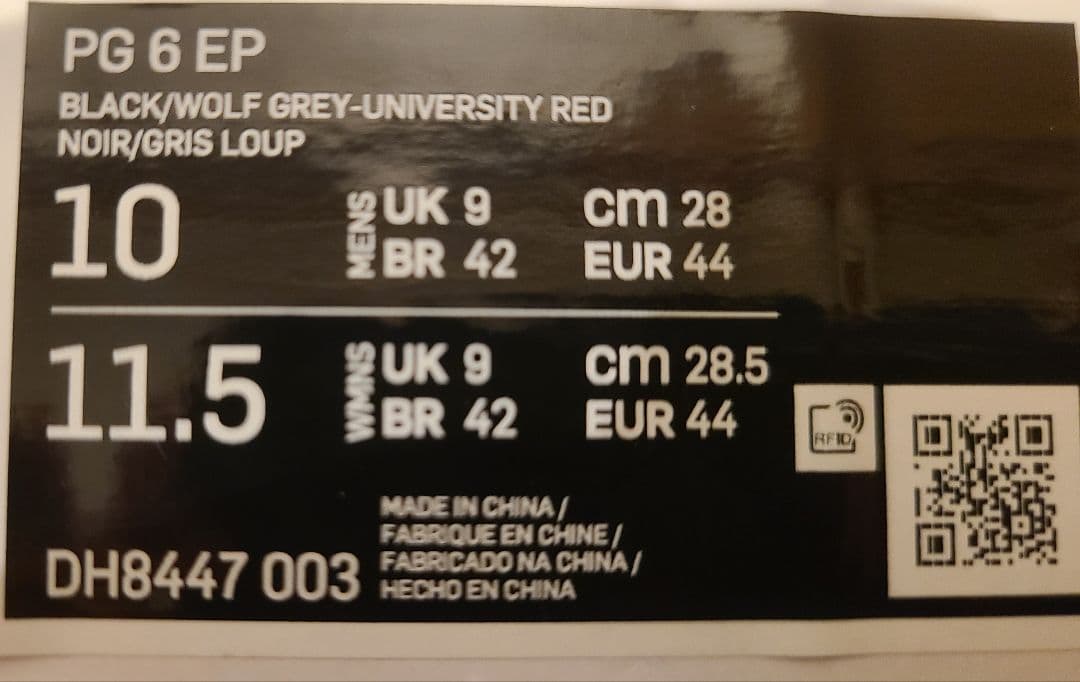 PG 6 EP
BLACK/WOLF GREY-UNIVERSITY RED
NOIR/GRIS LOUP
10 MENS UK 9 cm 28
BR 42 EUR 44
11.5 WMNS UK 9 cm 28.5
BR 42 EUR 44
RFID
MADE IN CHINA /
FABRIQUE EN CHINE /
FABRICADO NA CHINA /
HECHO EN CHINA
DH8447 003